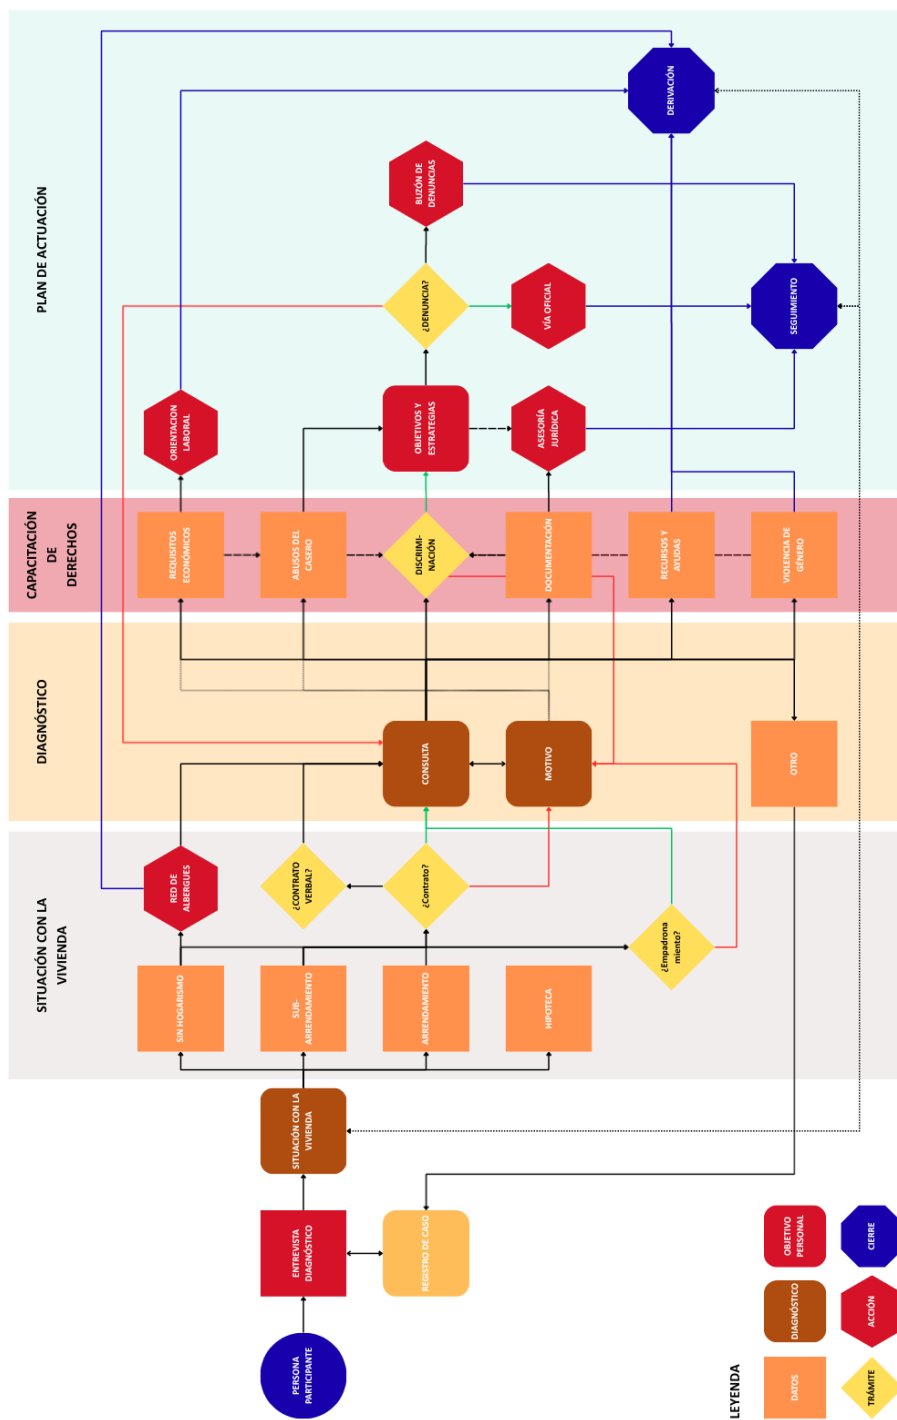 SITUACIÓN CON LA
VIVIENDA
DIAGNÓSTICO
CAPACITACIÓN
DE
DERECHOS
PLAN DE ACTUACIÓN
PERSONA
PARTICIPANTE
ENTREVISTA
DIAGNÓSTICO
REGISTRO DE CASO
SITUACIÓN CON LA
VIVIENDA
SIN HOGARISMO
SUB-
ARRENDAMIENTO
ARRENDAMIENTO
HIPOTECA
RED DE
ALBERGUES
¿CONTRATO
VERBAL?
¿Contrato?
¿Empadrona
miento?
CONSULTA
MOTIVO
OTRO
REQUISITOS
ECONÓMICOS
ABUSOS DEL
CASERO
DISCRIMI-
NACIÓN
DOCUMENTACIÓN
RECURSOS Y
AYUDAS
VIOLENCIA DE
GÉNERO
ORIENTACION
LABORAL
OBJETIVOS Y
ESTRATEGIAS
ASESORÍA
JURÍDICA
¿DENUNCIA?
VÍA OFICIAL
BUZÓN DE
DENUNCIAS
SEGUIMIENTO
DERIVACIÓN
LEYENDA
DATOS
DIAGNÓSTICO
OBJETIVO
PERSONAL
TRÁMITE
ACCIÓN
CIERRE